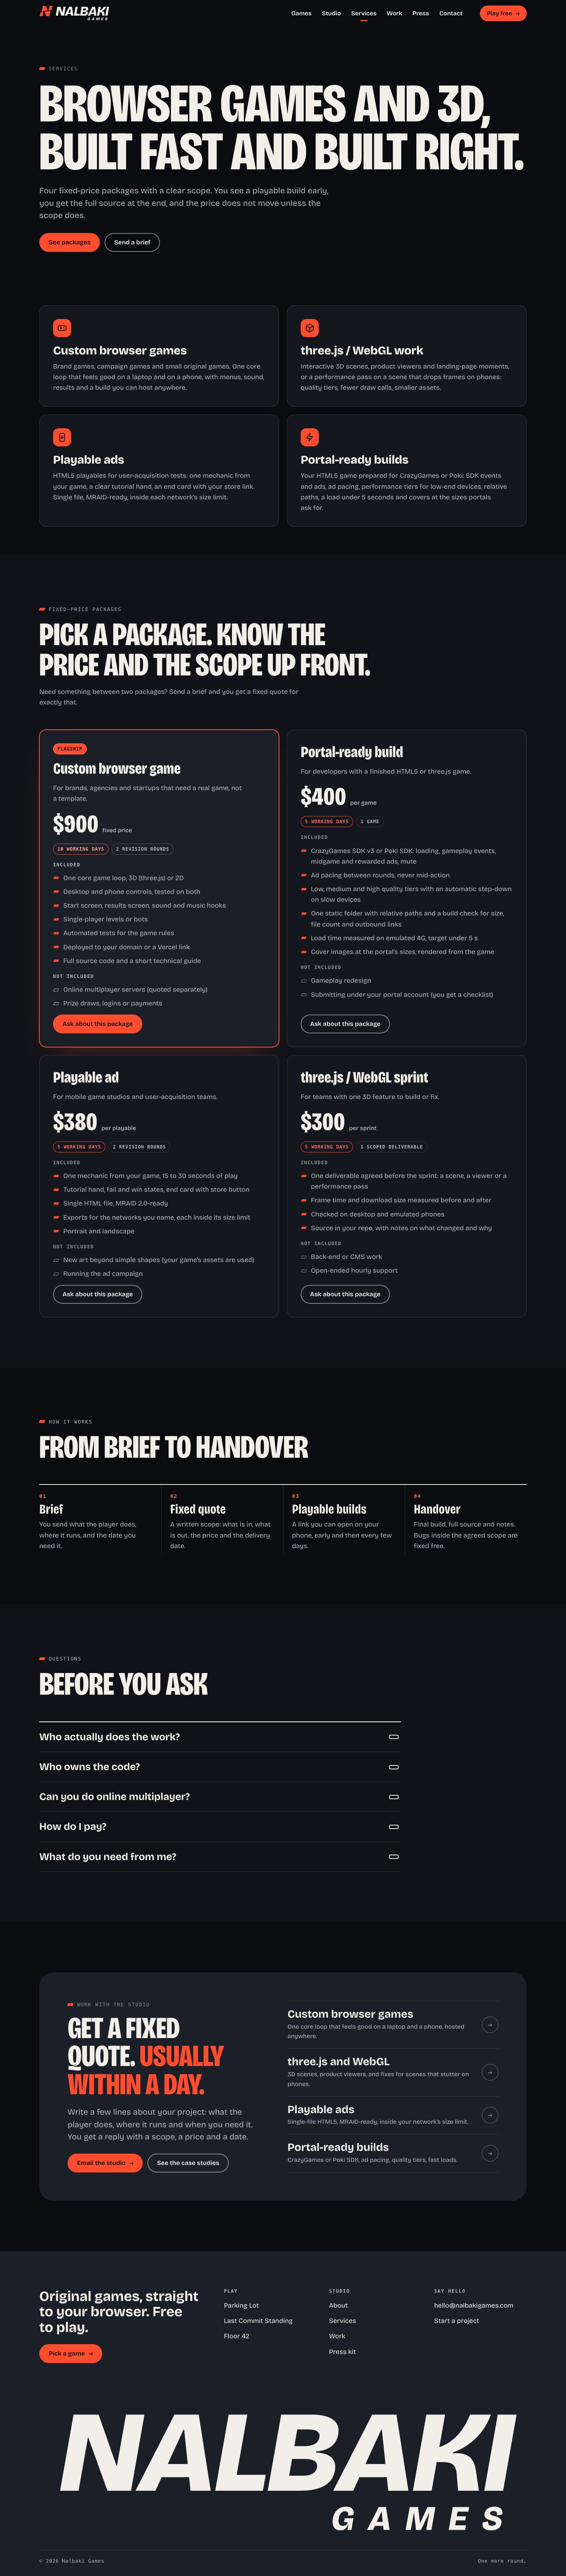 NALBAKI
GAMES
Games
Studio
Services
Work
Press
Contact
Play free →
SERVICES
BROWSER GAMES AND 3D,
BUILT FAST AND BUILT RIGHT.
Four fixed-price packages with a clear scope. You see a playable build early,
you get the full source at the end, and the price does not move unless the
scope does.
See packages
Send a brief
Custom browser games
Brand games, campaign games and small original games. One core
loop that feels good on a laptop and on a phone, with menus, sound,
results and a build you can host anywhere.
three.js / WebGL work
Interactive 3D scenes, product viewers and landing-page moments,
or a performance pass on a scene that drops frames on phones:
quality tiers, fewer draw calls, smaller assets.
Playable ads
HTML5 playables for user-acquisition tests: one mechanic from
your game, a clear tutorial hand, an end card with your store link.
Single file, MRAID-ready, inside each network's size limit.
Portal-ready builds
Your HTML5 game prepared for CrazyGames or Poki: SDK events
and ads, ad pacing, performance tiers for low-end devices, relative
paths, a load under 5 seconds and covers at the sizes portals
ask for.
FIXED-PRICE PACKAGES
PICK A PACKAGE. KNOW THE
PRICE AND THE SCOPE UP FRONT.
Need something between two packages? Send a brief and you get a fixed quote for
exactly that.
FLAGSHIP
Custom browser game
For brands, agencies and startups that need a real game, not
a template.
$900 fixed price
10 WORKING DAYS
2 REVISION ROUNDS
INCLUDED
One core game loop, 3D (three.js) or 2D
Desktop and phone controls, tested on both
Start screen, results screen, sound and music hooks
Single-player levels or bots
Automated tests for the game rules
Deployed to your domain or a Vercel link
Full source code and a short technical guide
NOT INCLUDED
Online multiplayer servers (quoted separately)
Prize draws, logins or payments
Ask about this package
Portal-ready build
For developers with a finished HTML5 or three.js game.
$400 per game
5 WORKING DAYS
1 GAME
INCLUDED
CrazyGames SDK v3 or Poki SDK: loading, gameplay events,
midgame and rewarded ads, mute
Ad pacing between rounds, never mid-action
Low, medium and high quality tiers with an automatic step-down
on slow devices
One static folder with relative paths and a build check for size,
file count and outbound links
Load time measured on emulated 4G, target under 5 s
Cover images at the portal's sizes, rendered from the game
NOT INCLUDED
Gameplay redesign
Submitting under your portal account (you get a checklist)
Ask about this package
Playable ad
For mobile game studios and user-acquisition teams.
$380 per playable
5 WORKING DAYS
2 REVISION ROUNDS
INCLUDED
One mechanic from your game, 15 to 30 seconds of play
Tutorial hand, fail and win states, end card with store button
Single HTML file, MRAID 2.0-ready
Exports for the networks you name, each inside its size limit
Portrait and landscape
NOT INCLUDED
New art beyond simple shapes (your game's assets are used)
Running the ad campaign
Ask about this package
three.js / WebGL sprint
For teams with one 3D feature to build or fix.
$300 per sprint
5 WORKING DAYS
1 SCOPED DELIVERABLE
INCLUDED
One deliverable agreed before the sprint: a scene, a viewer or a
performance pass
Frame time and download size measured before and after
Checked on desktop and emulated phones
Source in your repo, with notes on what changed and why
NOT INCLUDED
Back-end or CMS work
Open-ended hourly support
Ask about this package
HOW IT WORKS
FROM BRIEF TO HANDOVER
01
Brief
You send what the player does,
where it runs, and the date you
need it.
02
Fixed quote
A written scope: what is in, what
is out, the price and the delivery
date.
03
Playable builds
A link you can open on your
phone, early and then every few
days.
04
Handover
Final build, full source and notes.
Bugs inside the agreed scope are
fixed free.
QUESTIONS
BEFORE YOU ASK
Who actually does the work?
Who owns the code?
Can you do online multiplayer?
How do I pay?
What do you need from me?
WORK WITH THE STUDIO
GET A FIXED
QUOTE. USUALLY
WITHIN A DAY.
Write a few lines about your project: what the
player does, where it runs and when you need it.
You get a reply with a scope, a price and a date.
Email the studio →
See the case studies
Custom browser games
One core loop that feels good on a laptop and a phone, hosted
anywhere.
→
three.js and WebGL
3D scenes, product viewers, and fixes for scenes that stutter on
phones.
→
Playable ads
Single-file HTML5, MRAID-ready, inside your network's size limit.
→
Portal-ready builds
CrazyGames or Poki SDK, ad pacing, quality tiers, fast loads.
→
Original games, straight
to your browser. Free
to play.
Pick a game →
PLAY
Parking Lot
Last Commit Standing
Floor 42
STUDIO
About
Services
Work
Press kit
SAY HELLO
hello@nalbakigames.com
Start a project
NALBAKI
GAMES
© 2026 Nalbaki Games
One more round.